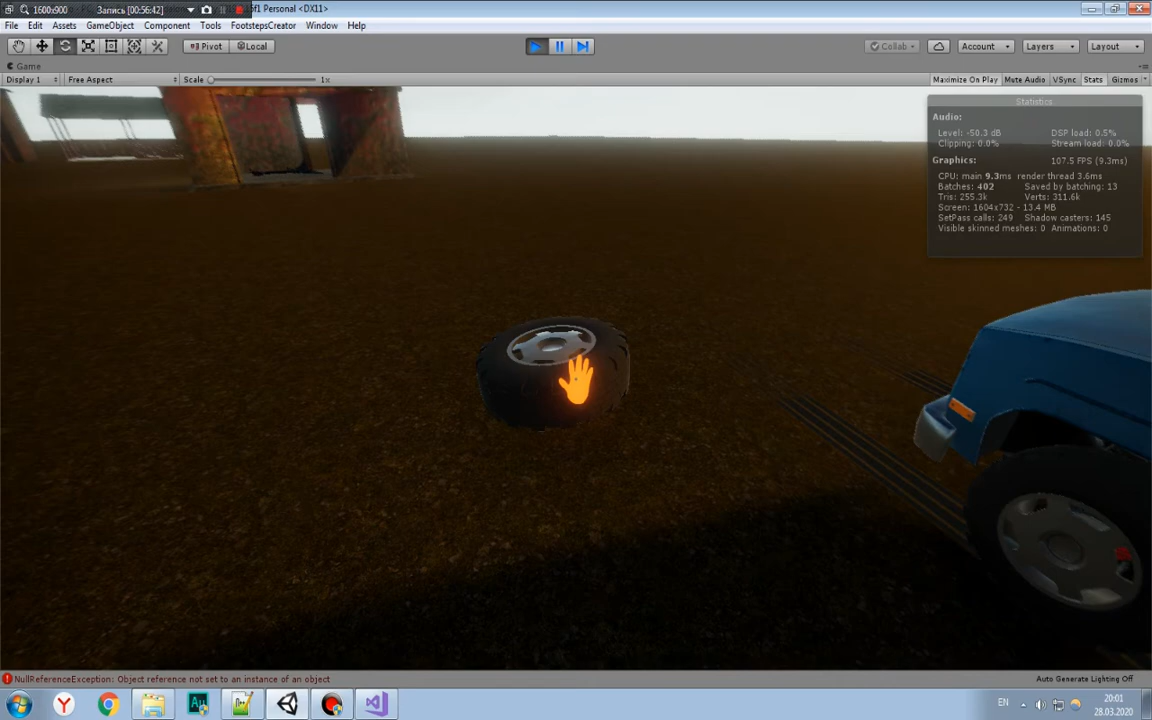 1600x900 Запись [00:56:42] 5f1 Personal <DX11>
File Edit Assets GameObject Component Tools FootstepsCreator Window Help
Pivot Local Collab Account Layers Layout
Game
Display 1 Free Aspect Scale 1x Maximize On Play Mute Audio VSync Stats Gizmos
Statistics
Audio:
Level: -50.3 dB DSP load: 0.5%
Clipping: 0.0% Stream load: 0.0%
Graphics: 107.5 FPS (9.3ms)
CPU: main 9.3ms render thread 3.6ms
Batches: 402 Saved by batching: 13
Tris: 255.3k Verts: 311.6k
Screen: 1604x732 - 13.4 MB
SetPass calls: 249 Shadow casters: 145
Visible skinned meshes: 0 Animations: 0
NullReferenceException: Object reference not set to an instance of an object Auto Generate Lighting Off
Y Au EN 20:01
28.03.2020